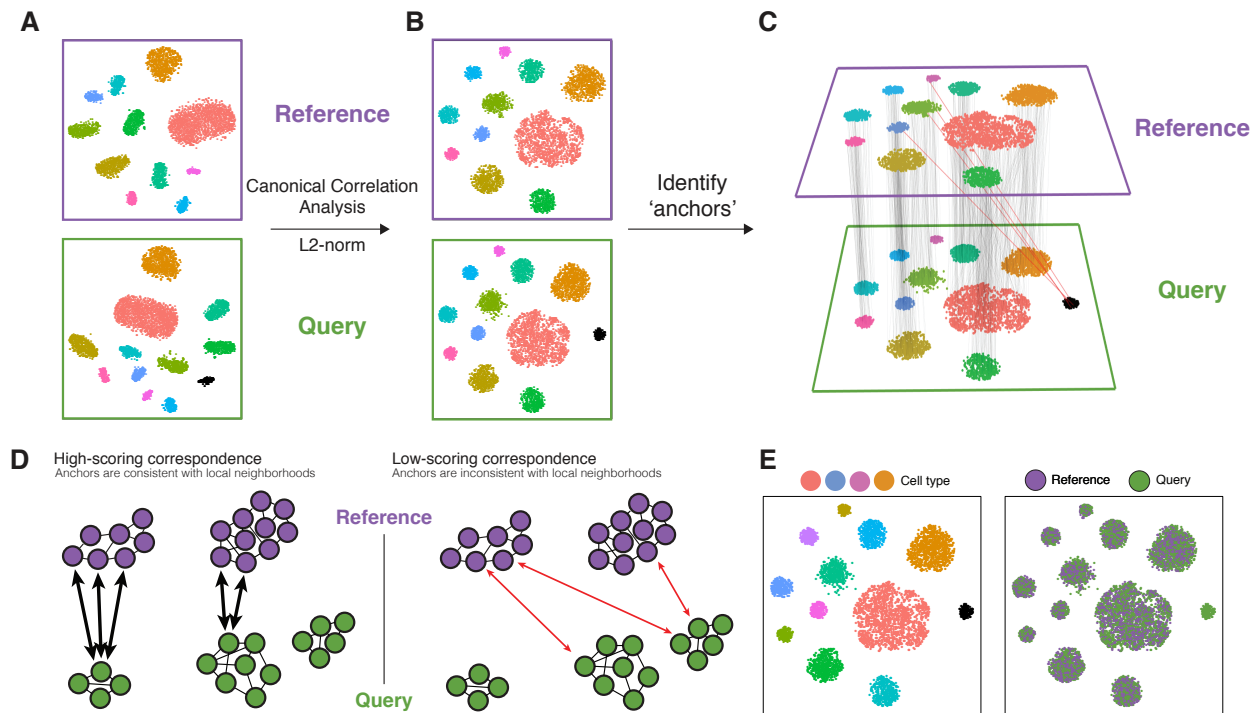 A
B
C
Reference
Canonical Correlation
Analysis
L2-norm
Query
Identify
‘anchors’
Reference
Query
D
High-scoring correspondence
Anchors are consistent with local neighborhoods
Low-scoring correspondence
Anchors are inconsistent with local neighborhoods
Reference
Query
E
Cell type
Reference
Query